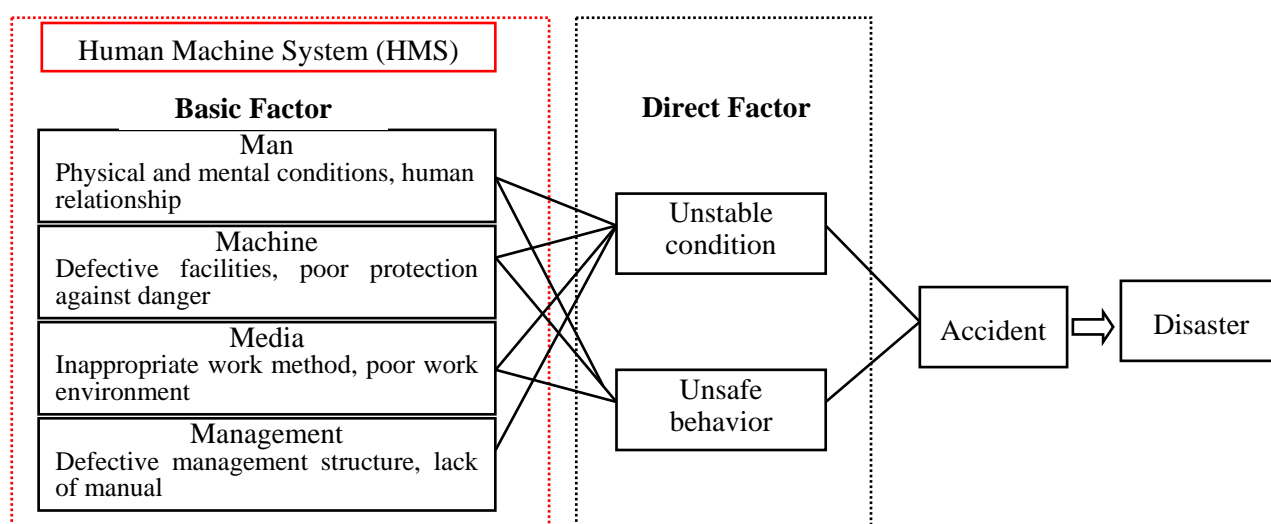 Human Machine System (HMS)
Basic Factor
Man
Physical and mental conditions, human
relationship
Machine
Defective facilities, poor protection
against danger
Media
Inappropriate work method, poor work
environment
Management
Defective management structure, lack
of manual
Direct Factor
Unstable
condition
Unsafe
behavior
Accident
Disaster